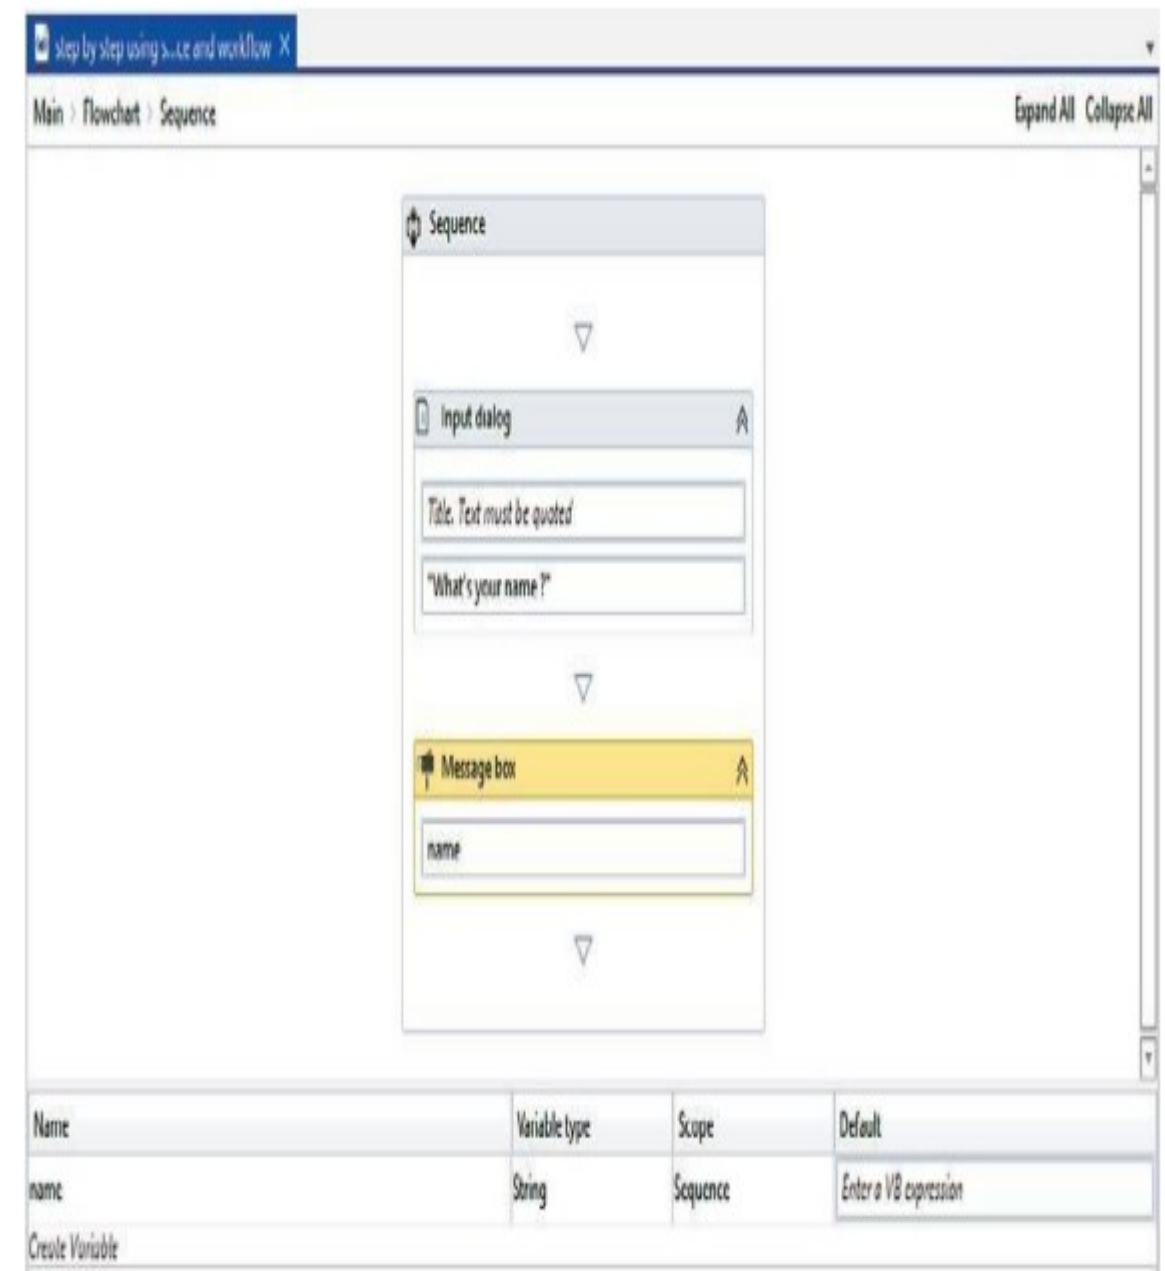 step by step using s...ce and workflow X
Main > Flowchart > Sequence Expand All Collapse All
Sequence
Input dialog
Title. Text must be quoted
"What's your name ?"
Message box
name
Name Variable type Scope Default
name String Sequence Enter a VB expression
Create Variable